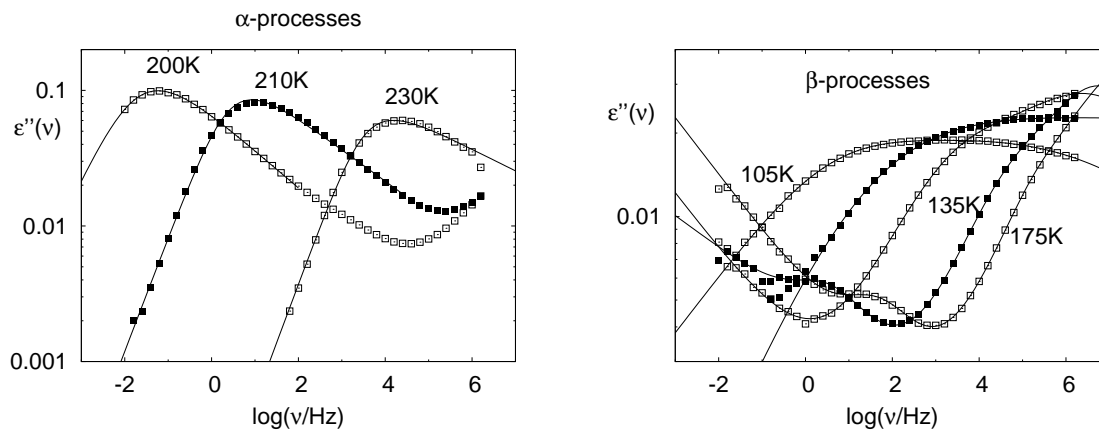 α-processes
0.1
ε''(ν)
0.01
0.001
200K
210K
230K
-2 0 2 4 6
log(ν/Hz)
β-processes
ε''(ν)
0.01
105K
135K
175K
-2 0 2 4 6
log(ν/Hz)